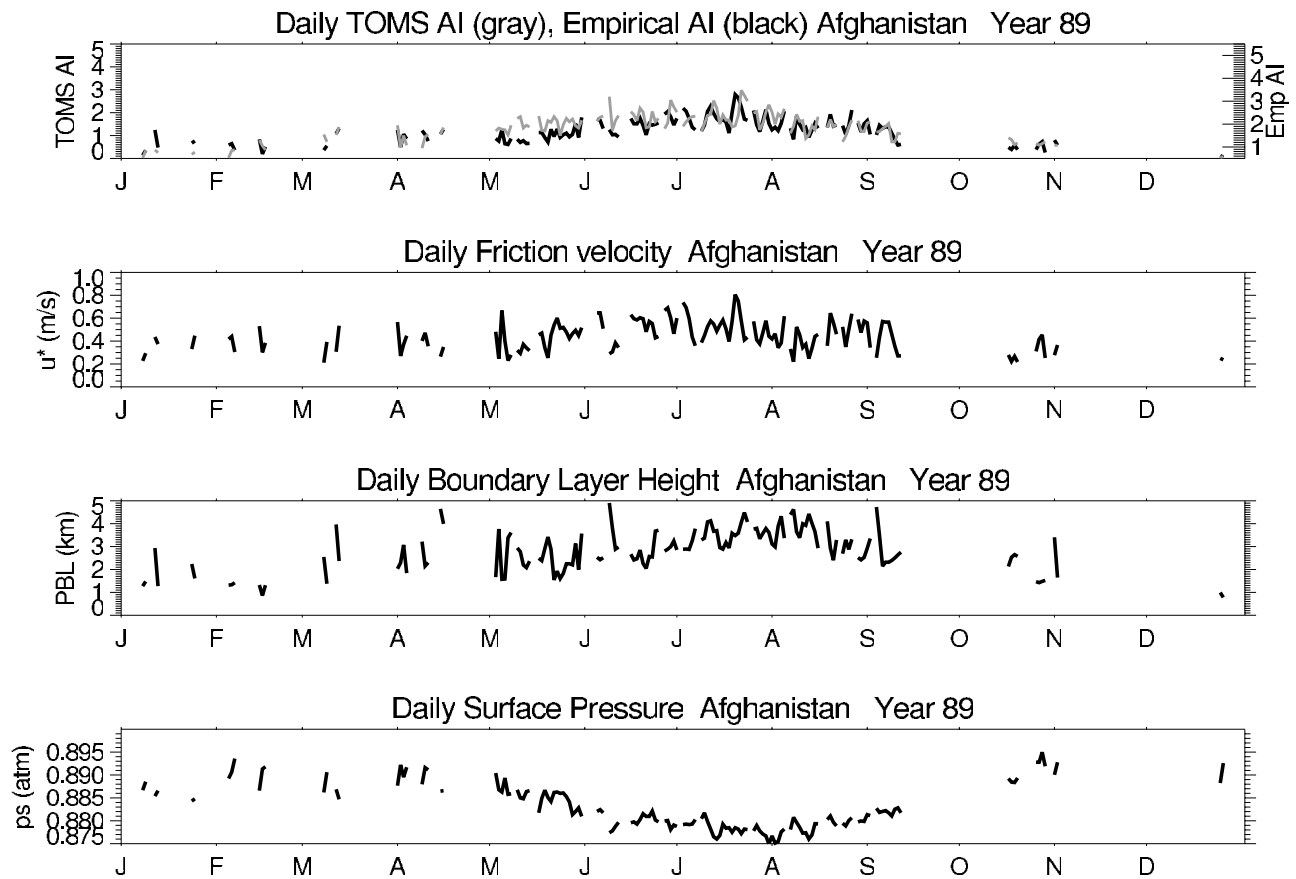 Daily TOMS AI (gray), Empirical AI (black) Afghanistan Year 89
TOMS AI
5
4
3
2
1
0
5
4
3
2
1
Emp AI
J F M A M J J A S O N D
Daily Friction velocity Afghanistan Year 89
u* (m/s)
1.0
0.8
0.6
0.4
0.2
0.0
J F M A M J J A S O N D
Daily Boundary Layer Height Afghanistan Year 89
PBL (km)
5
4
3
2
1
0
J F M A M J J A S O N D
Daily Surface Pressure Afghanistan Year 89
ps (atm)
0.895
0.890
0.885
0.880
0.875
J F M A M J J A S O N D